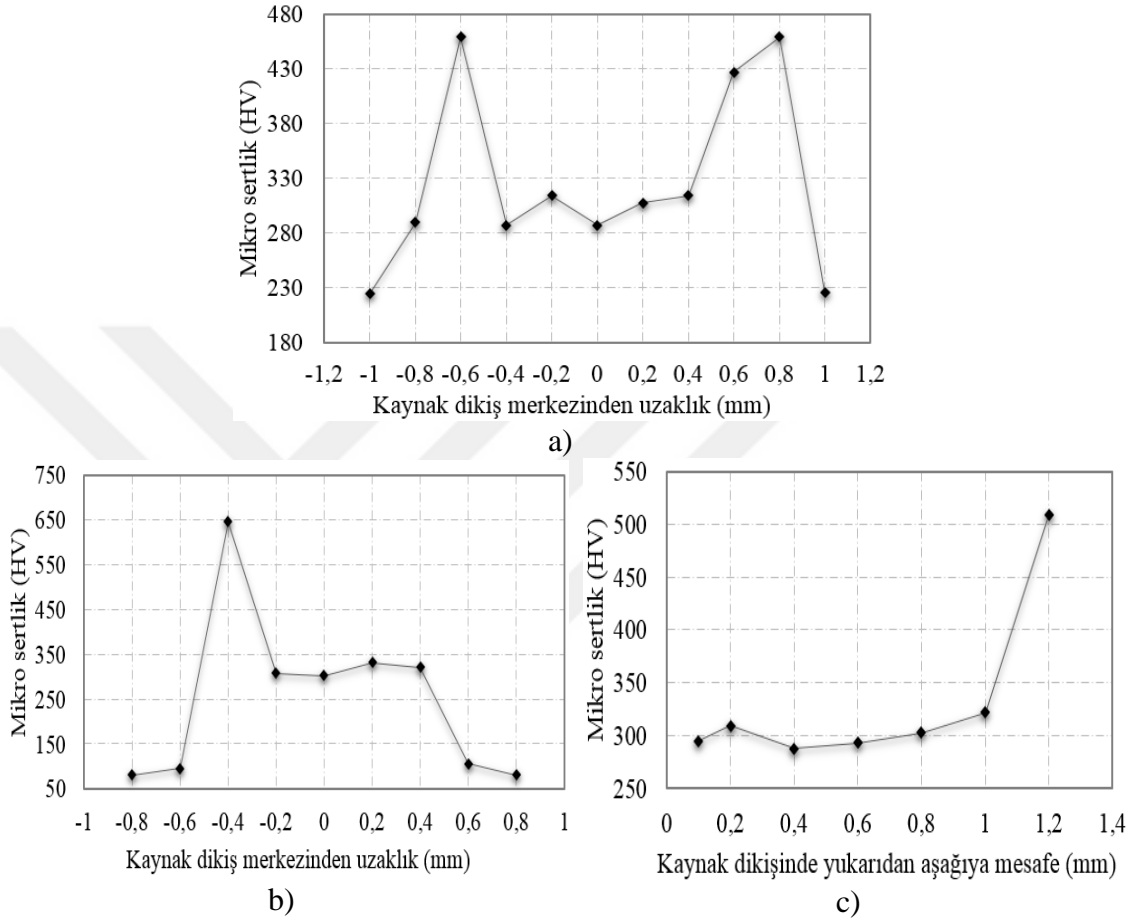 480
430
380
330
280
230
180
Mikro sertlik (HV)
-1,2 -1 -0,8 -0,6 -0,4 -0,2 0 0,2 0,4 0,6 0,8 1 1,2
Kaynak dikiş merkezinden uzaklık (mm)
a)
750
650
550
450
350
250
150
50
Mikro sertlik (HV)
-1 -0,8 -0,6 -0,4 -0,2 0 0,2 0,4 0,6 0,8 1
Kaynak dikiş merkezinden uzaklık (mm)
b)
550
500
450
400
350
300
250
Mikro sertlik (HV)
0 0,2 0,4 0,6 0,8 1 1,2 1,4
Kaynak dikişinde yukarıdan aşağıya mesafe (mm)
c)